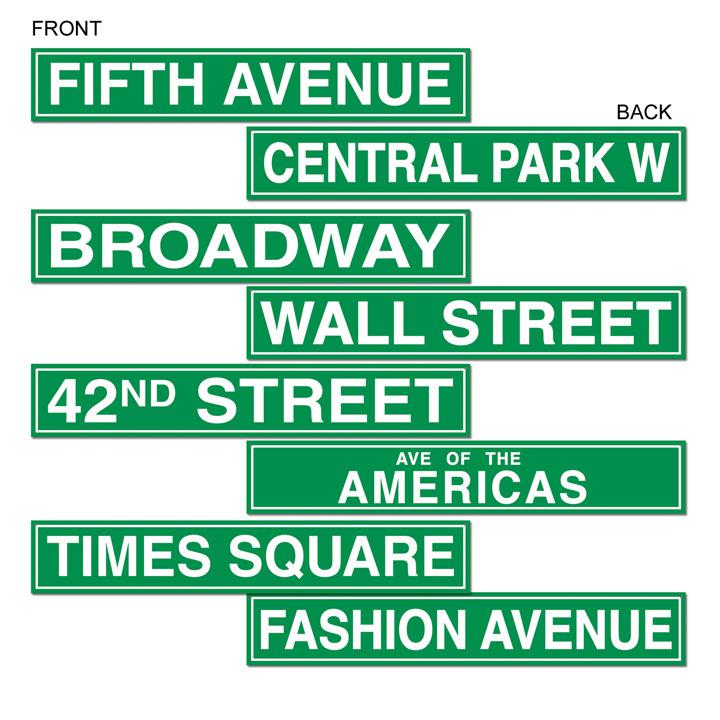 FRONT
FIFTH AVENUE
BACK
CENTRAL PARK W
BROADWAY
WALL STREET
42ND STREET
AVE OF THE
AMERICAS
TIMES SQUARE
FASHION AVENUE